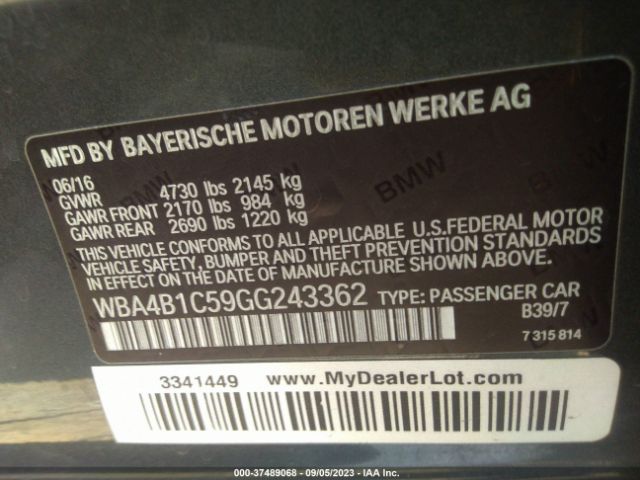 MFD BY BAYERISCHE MOTOREN WERKE AG
06/16
GVWR 4730 lbs 2145 kg
GAWR FRONT 2170 lbs 984 kg
GAWR REAR 2690 lbs 1220 kg
THIS VEHICLE CONFORMS TO ALL APPLICABLE U.S.FEDERAL MOTOR
VEHICLE SAFETY, BUMPER AND THEFT PREVENTION STANDARDS
IN EFFECT ON THE DATE OF MANUFACTURE SHOWN ABOVE.
WBA4B1C59GG243362 TYPE: PASSENGER CAR
B39/7
7 315 814
BMW
3341449 www.MyDealerLot.com
000-37489068 - 09/05/2023 - IAA Inc.